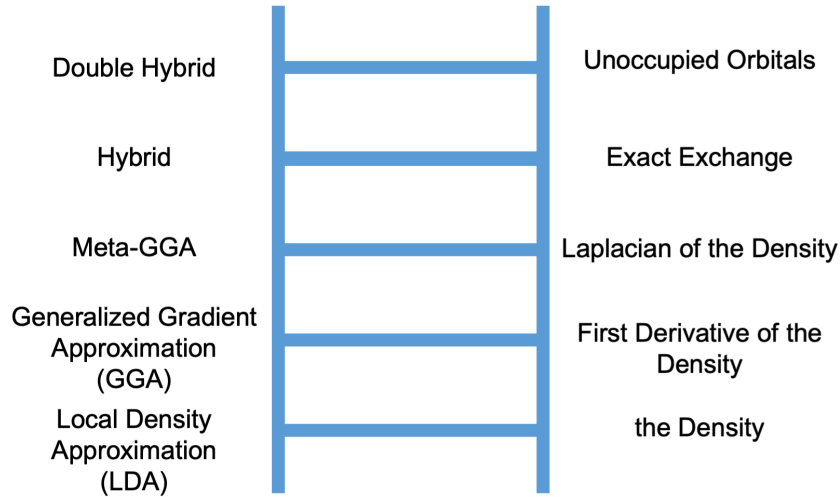 Double Hybrid
Unoccupied Orbitals
Hybrid
Exact Exchange
Meta-GGA
Laplacian of the Density
Generalized Gradient
Approximation
(GGA)
First Derivative of the
Density
Local Density
Approximation
(LDA)
the Density